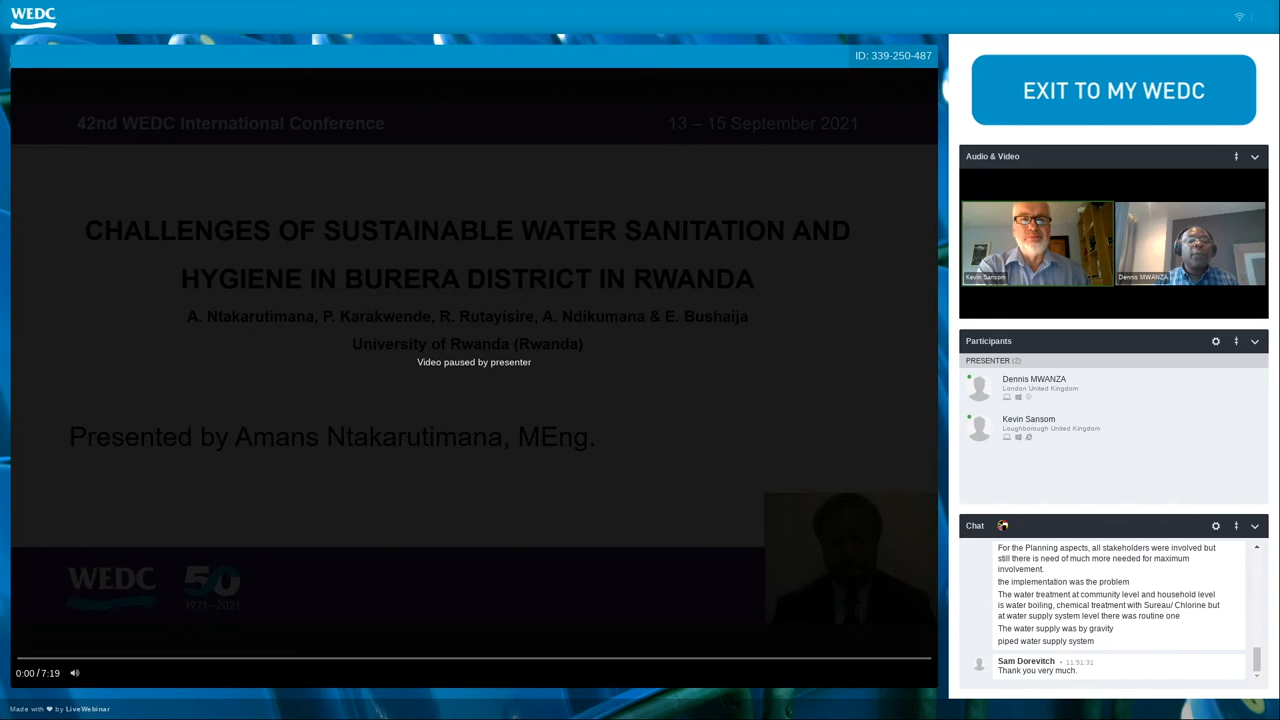 WEDC
ID: 339-250-487
42nd WEDC International Conference
13 – 15 September 2021
CHALLENGES OF SUSTAINABLE WATER SANITATION AND
HYGIENE IN BURERA DISTRICT IN RWANDA
A. Ntakarutimana, P. Karakwende, R. Rutayisire, A. Ndikumana & E. Bushaija
University of Rwanda (Rwanda)
Video paused by presenter
Presented by Amans Ntakarutimana, MEng.
WEDC
50
1971 – 2021
0:00 / 7:19
Made with ❤ by LiveWebinar
EXIT TO MY WEDC
Audio & Video
Kevin Sansom
Dennis MWANZA
Participants
PRESENTER (2)
Dennis MWANZA
London United Kingdom
Kevin Sansom
Loughborough United Kingdom
Chat
For the Planning aspects, all stakeholders were involved but
still there is need of much more needed for maximum
involvement.
the implementation was the problem
The water treatment at community level and household level
is water boiling, chemical treatment with Sureau/ Chlorine but
at water supply system level there was routine one
The water supply was by gravity
piped water supply system
Sam Dorevitch • 11:51:31
Thank you very much.